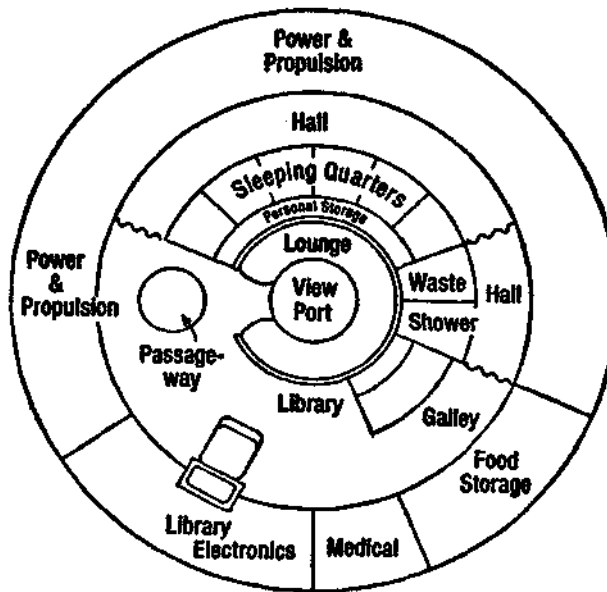 Power &
Propulsion
Hall
Sleeping Quarters
Personal Storage
Lounge
Power
&
Propulsion
View
Port
Waste
Hall
Shower
Passage-
way
Library
Galley
Food
Storage
Library
Electronics
Medical